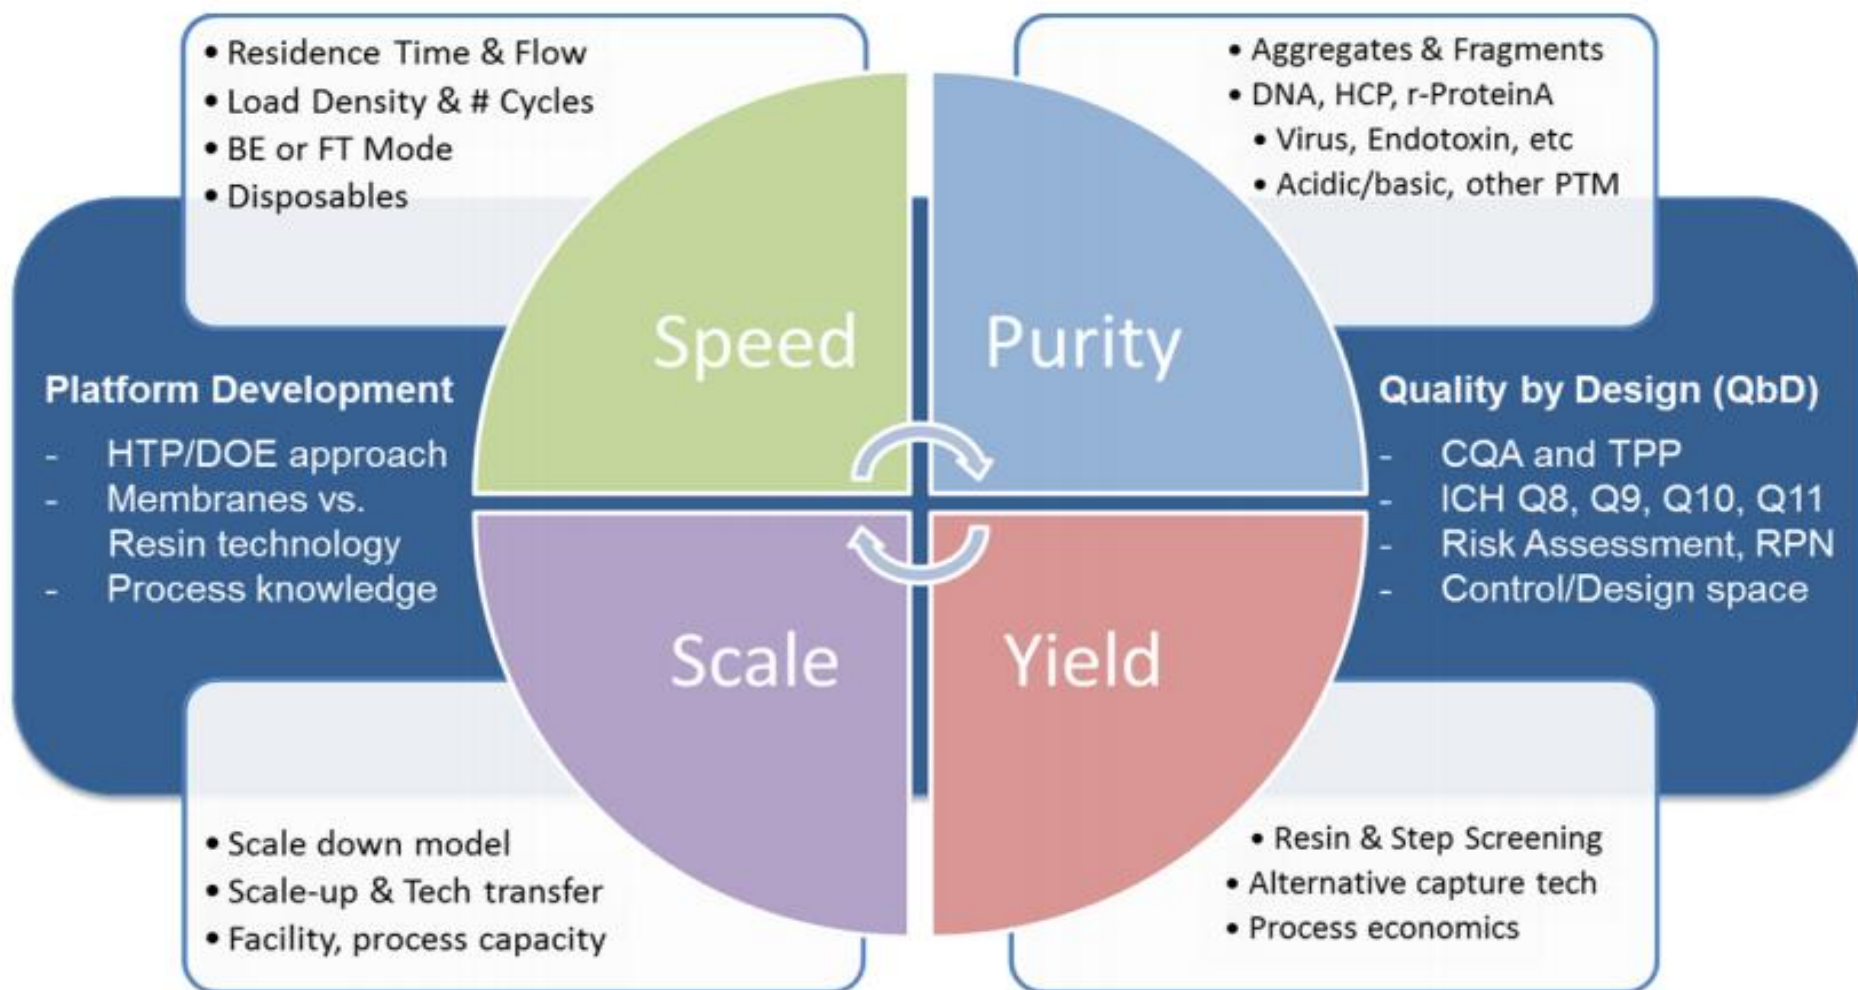 • Residence Time & Flow
• Load Density & # Cycles
• BE or FT Mode
• Disposables
• Aggregates & Fragments
• DNA, HCP, r-ProteinA
• Virus, Endotoxin, etc
• Acidic/basic, other PTM
Speed
Purity
Platform Development
- HTP/DOE approach
- Membranes vs.
Resin technology
- Process knowledge
Quality by Design (QbD)
- CQA and TPP
- ICH Q8, Q9, Q10, Q11
- Risk Assessment, RPN
- Control/Design space
Scale
Yield
• Scale down model
• Scale-up & Tech transfer
• Facility, process capacity
• Resin & Step Screening
• Alternative capture tech
• Process economics